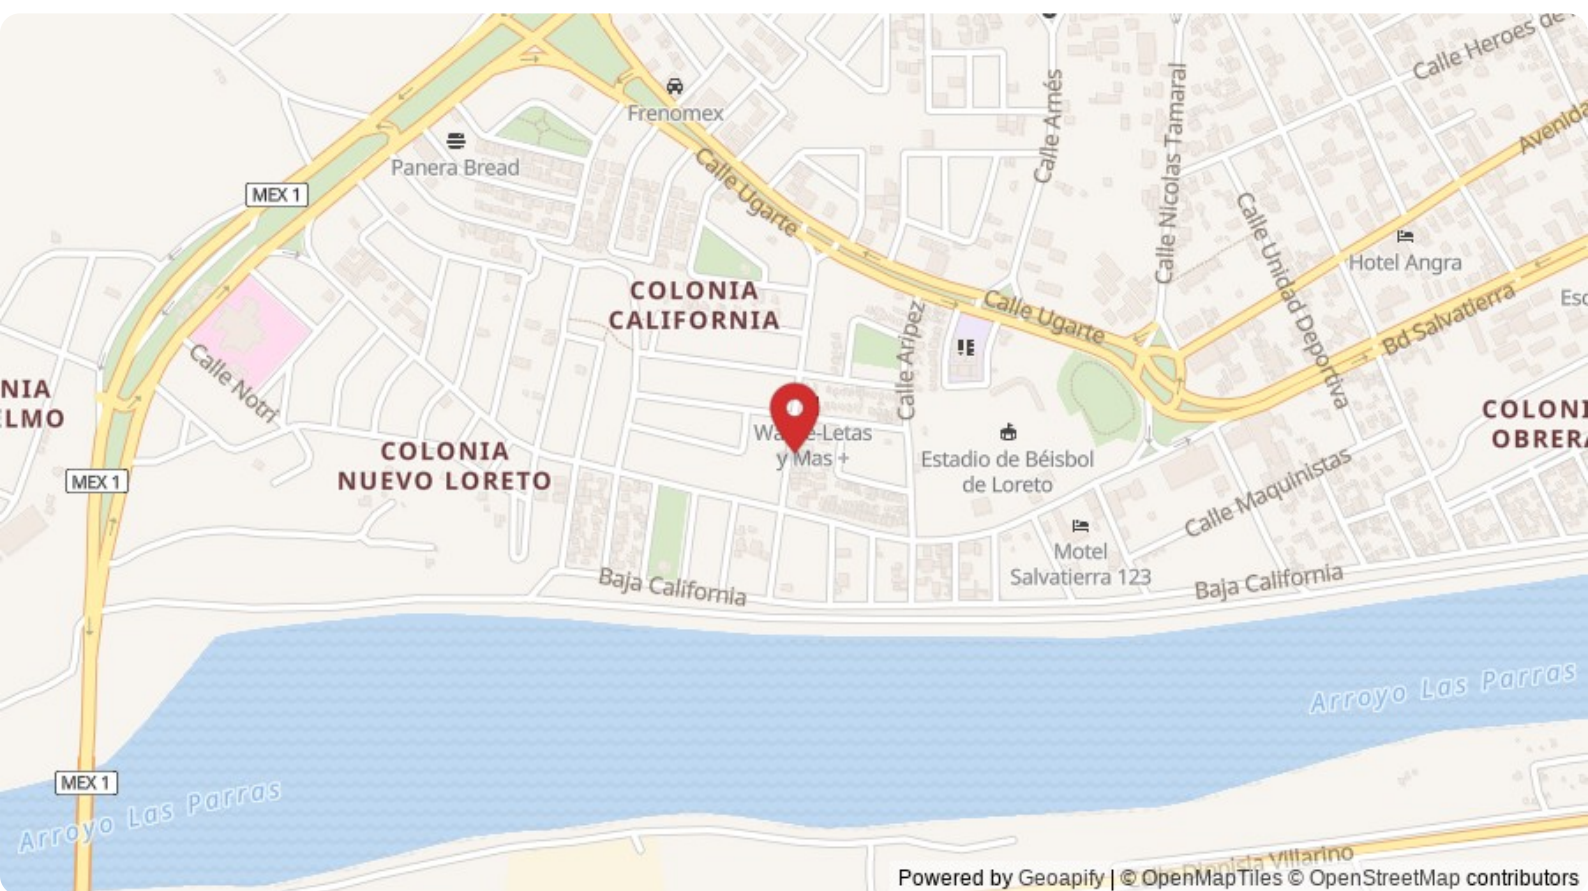 Calle Heroes de
Frenomex
Calle Arnés
Calle Nicolas Tamaral
Avenida
Panera Bread
MEX 1
Calle Ugarte
Calle Unidad Deportiva
Hotel Angra
COLONIA
CALIFORNIA
Calle Ugarte
Bd Salvatierra
Esc
Calle Aripez
Calle Notri
NIA
ELMO
COLONI
OBRERA
COLONIA
NUEVO LORETO
y Mas +
Estadio de Béisbol
de Loreto
MEX 1
Calle Maquinistas
Motel
Salvatierra 123
Baja California
Baja California
Arroyo Las Parras
MEX 1
Arroyo Las Parras
Villarino
Powered by Geoapify | © OpenMapTiles © OpenStreetMap contributors